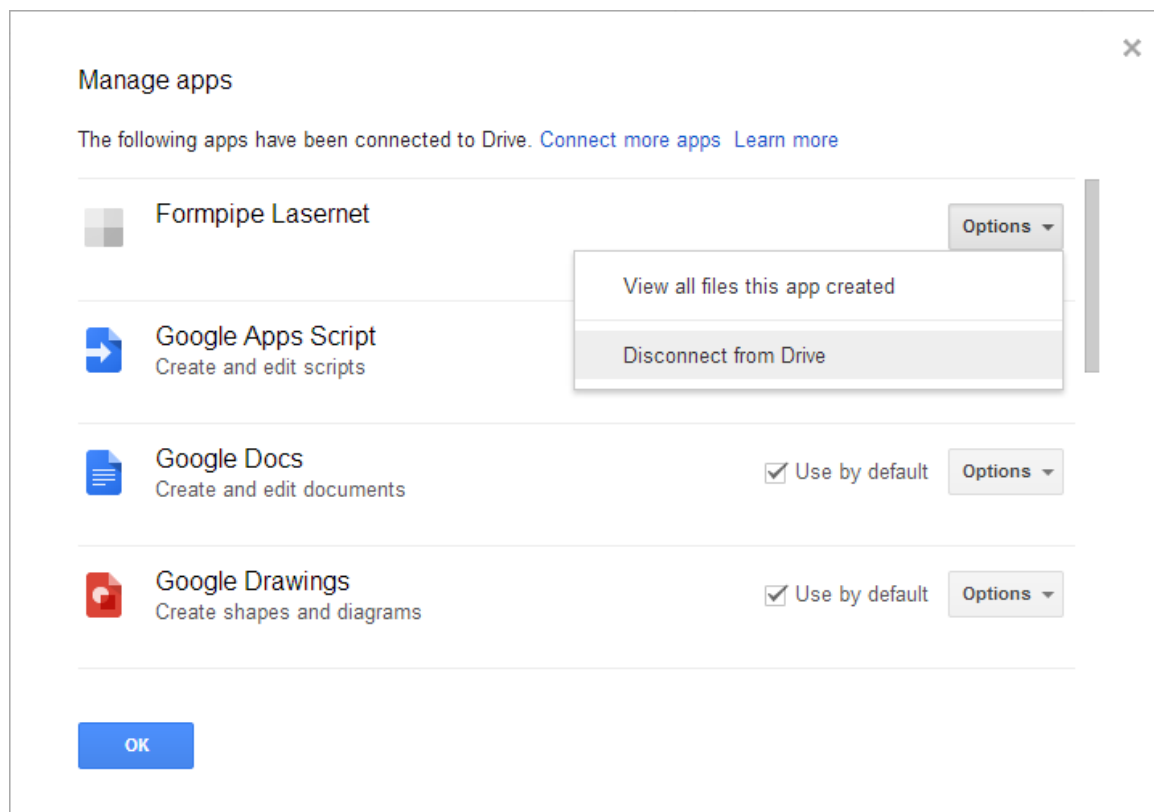 Manage apps
The following apps have been connected to Drive. Connect more apps Learn more
Formpipe Lasernet
Options
View all files this app created
Disconnect from Drive
Google Apps Script
Create and edit scripts
Google Docs
Create and edit documents
Use by default Options
Google Drawings
Create shapes and diagrams
Use by default Options
OK